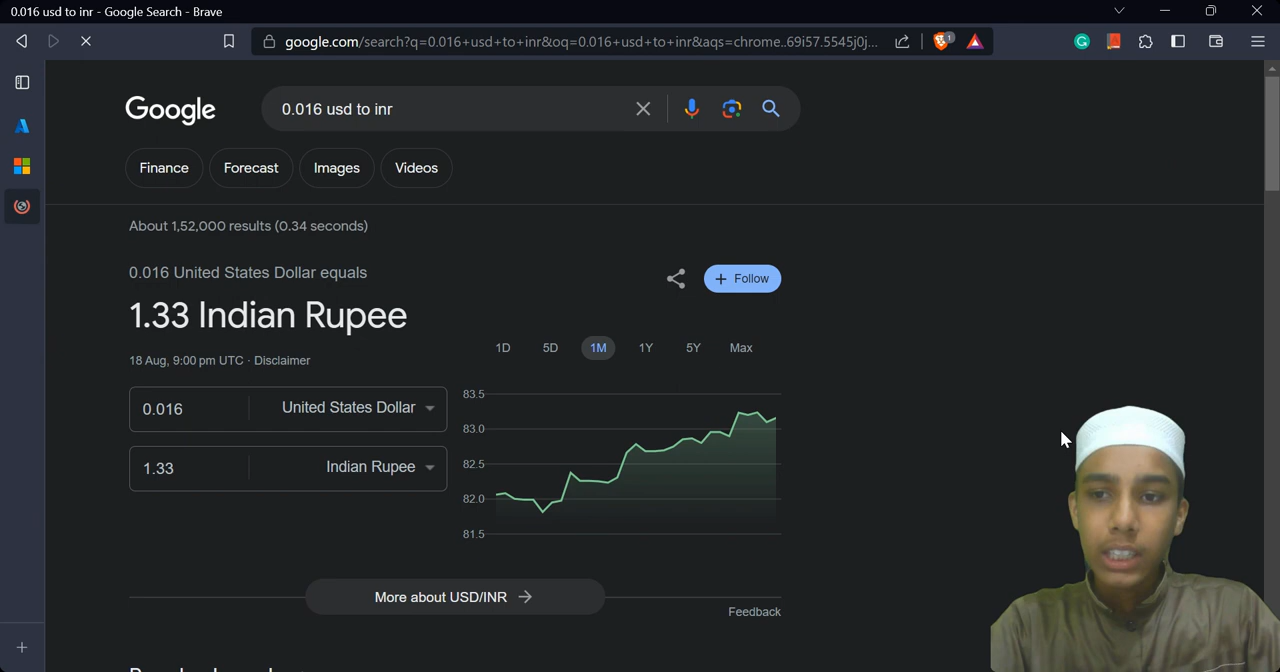 0.016 usd to inr - Google Search - Brave
google.com/search?q=0.016+usd+to+inr&oq=0.016+usd+to+inr&aqs=chrome..69i57.5545j0j...
1
Google
0.016 usd to inr
Finance
Forecast
Images
Videos
About 1,52,000 results (0.34 seconds)
0.016 United States Dollar equals
Follow
1.33 Indian Rupee
1D
5D
1M
1Y
5Y
Max
18 Aug, 9:00 pm UTC · Disclaimer
0.016
United States Dollar
1.33
Indian Rupee
83.5
83.0
82.5
82.0
81.5
More about USD/INR
Feedback